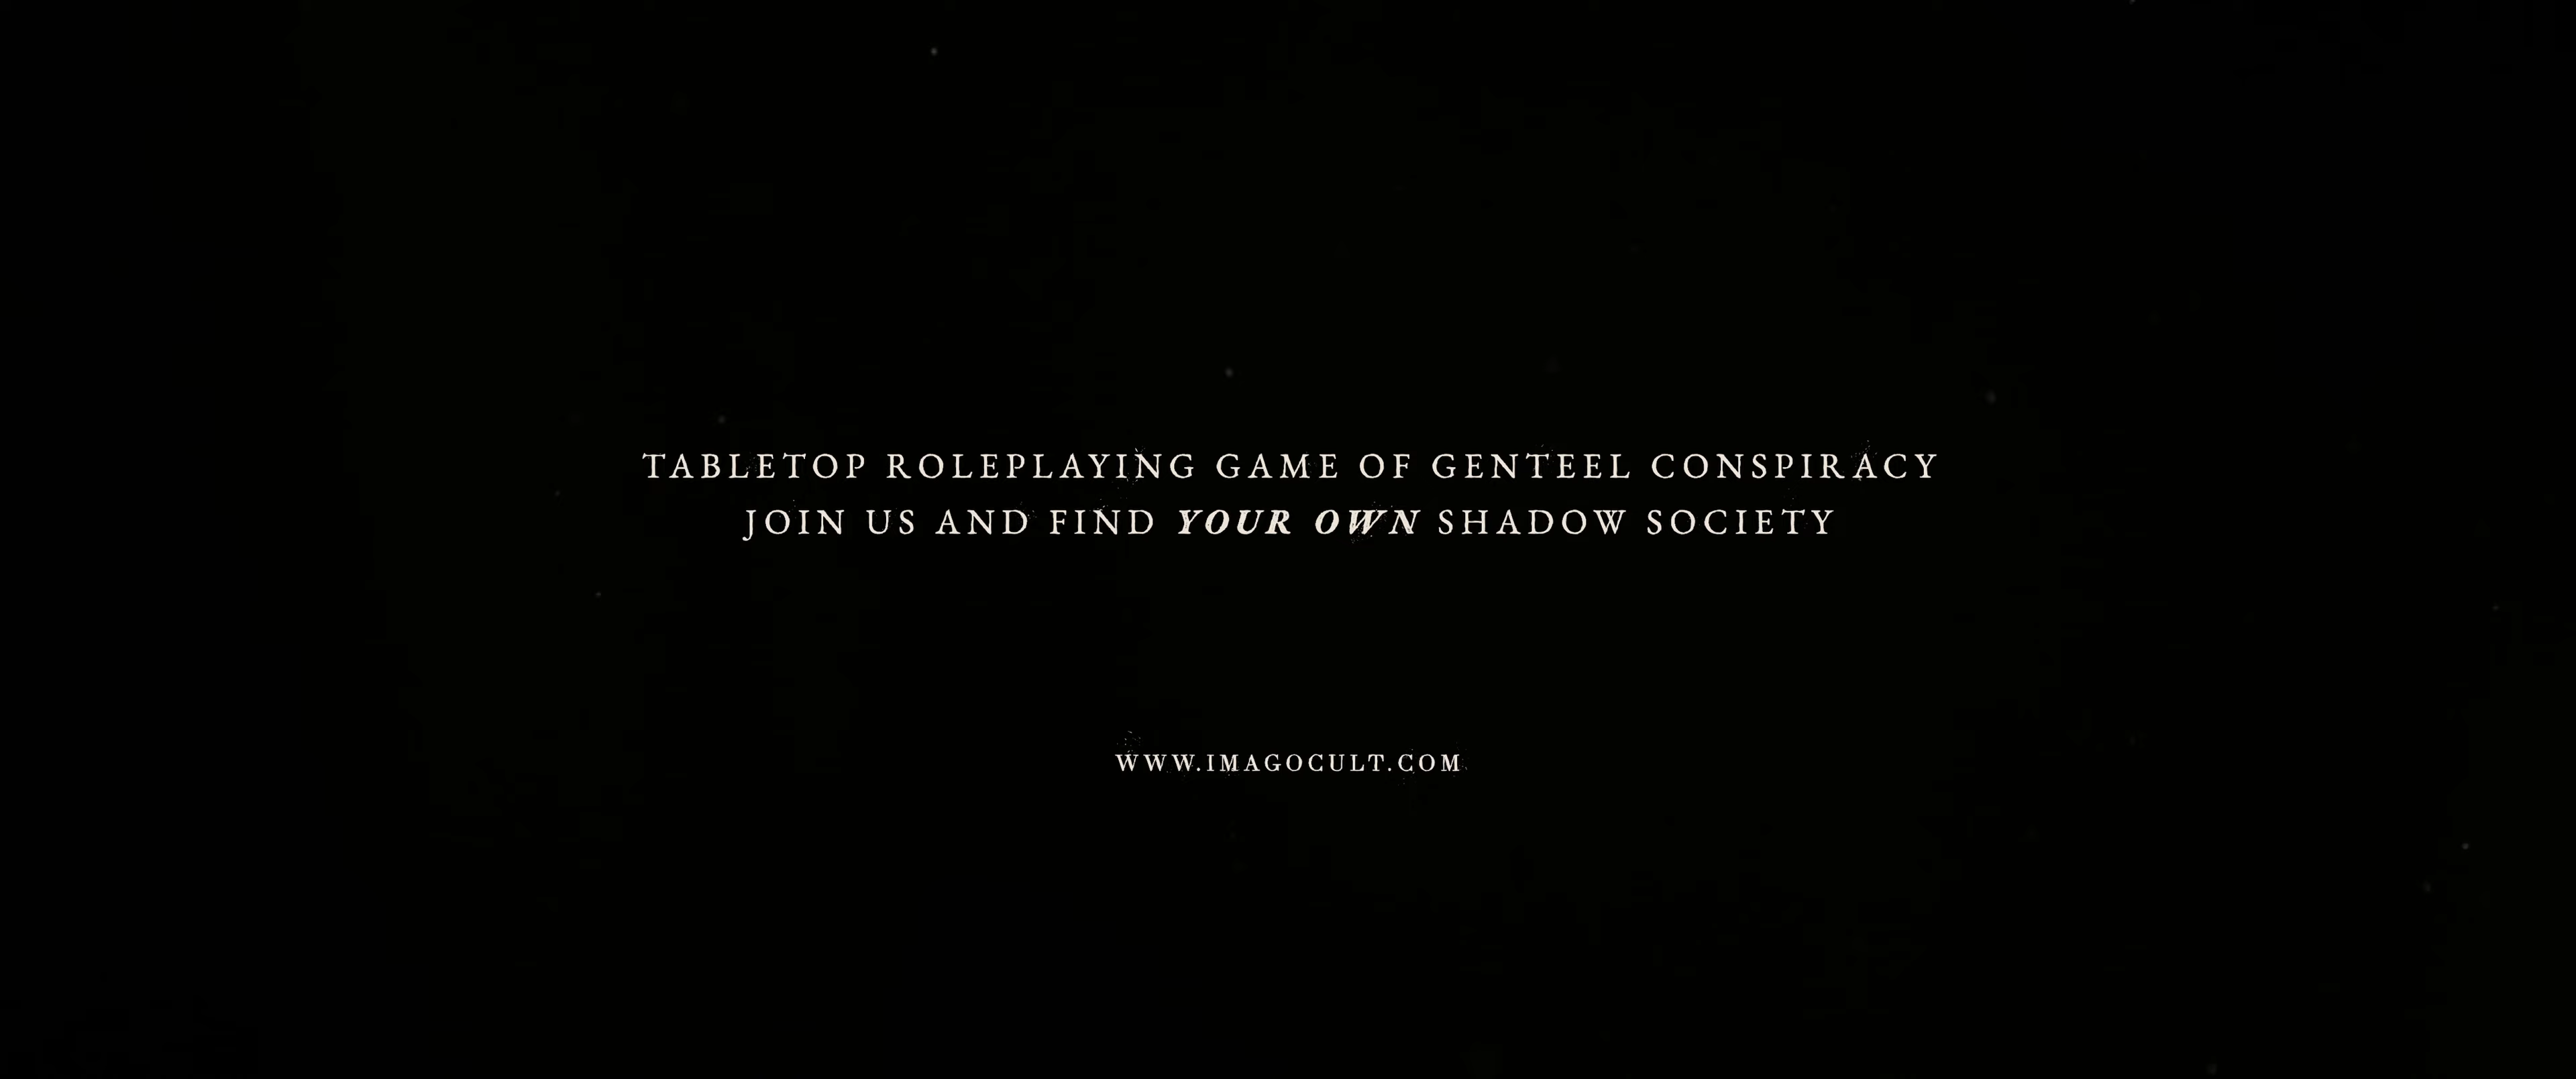 TABLETOP ROLEPLAYING GAME OF GENTEEL CONSPIRACY
JOIN US AND FIND YOUR OWN SHADOW SOCIETY
WWW.IMAGOCULT.COM